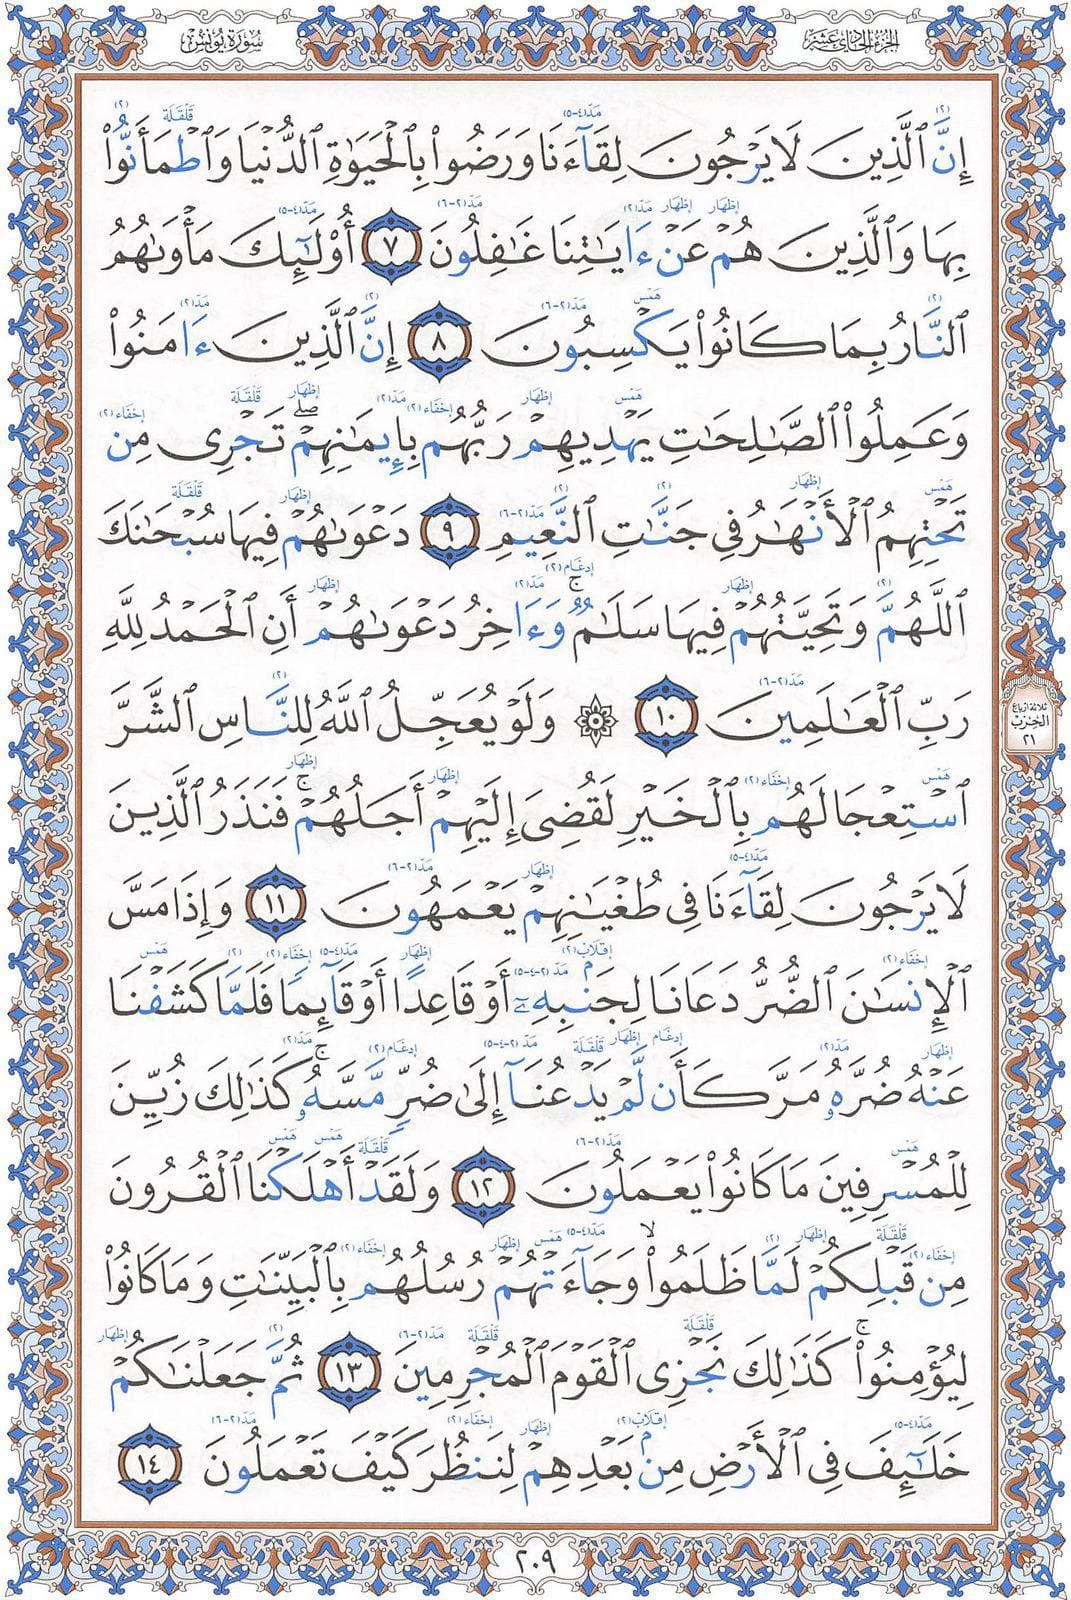 الجزء الحادي عشر
سورة يونس
إِنَّ ٱلَّذِينَ لَا يَرْجُونَ لِقَآءَنَا وَرَضُوا۟ بِٱلْحَيَوٰةِ ٱلدُّنْيَا وَٱطْمَأَنُّوا۟
بِهَا وَٱلَّذِينَ هُمْ عَنْ ءَايَـٰتِنَا غَـٰفِلُونَ ٧ أُو۟لَـٰٓئِكَ مَأْوَىٰهُمُ
ٱلنَّارُ بِمَا كَانُوا۟ يَكْسِبُونَ ٨ إِنَّ ٱلَّذِينَ ءَامَنُوا۟
وَعَمِلُوا۟ ٱلصَّـٰلِحَـٰتِ يَهْدِيهِمْ رَبُّهُم بِإِيمَـٰنِهِمْ ۖ تَجْرِى مِن
تَحْتِهِمُ ٱلْأَنْهَـٰرُ فِى جَنَّـٰتِ ٱلنَّعِيمِ ٩ دَعْوَىٰهُمْ فِيهَا سُبْحَـٰنَكَ
ٱللَّهُمَّ وَتَحِيَّتُهُمْ فِيهَا سَلَـٰمٌ ۚ وَءَاخِرُ دَعْوَىٰهُمْ أَنِ ٱلْحَمْدُ لِلَّهِ
رَبِّ ٱلْعَـٰلَمِينَ ١٠ ۞ وَلَوْ يُعَجِّلُ ٱللَّهُ لِلنَّاسِ ٱلشَّرَّ
ثلاثة أرباع
الحزب
٢١
ٱسْتِعْجَالَهُم بِٱلْخَيْرِ لَقُضِىَ إِلَيْهِمْ أَجَلُهُمْ ۖ فَنَذَرُ ٱلَّذِينَ
لَا يَرْجُونَ لِقَآءَنَا فِى طُغْيَـٰنِهِمْ يَعْمَهُونَ ١١ وَإِذَا مَسَّ
ٱلْإِنسَـٰنَ ٱلضُّرُّ دَعَانَا لِجَنۢبِهِۦٓ أَوْ قَاعِدًا أَوْ قَآئِمًا فَلَمَّا كَشَفْنَا
عَنْهُ ضُرَّهُۥ مَرَّ كَأَن لَّمْ يَدْعُنَآ إِلَىٰ ضُرٍّ مَّسَّهُۥ ۚ كَذَٰلِكَ زُيِّنَ
لِلْمُسْرِفِينَ مَا كَانُوا۟ يَعْمَلُونَ ١٢ وَلَقَدْ أَهْلَكْنَا ٱلْقُرُونَ
مِن قَبْلِكُمْ لَمَّا ظَلَمُوا۟ ۙ وَجَآءَتْهُمْ رُسُلُهُم بِٱلْبَيِّنَـٰتِ وَمَا كَانُوا۟
لِيُؤْمِنُوا۟ ۚ كَذَٰلِكَ نَجْزِى ٱلْقَوْمَ ٱلْمُجْرِمِينَ ١٣ ثُمَّ جَعَلْنَـٰكُمْ
خَلَـٰٓئِفَ فِى ٱلْأَرْضِ مِنۢ بَعْدِهِمْ لِنَنظُرَ كَيْفَ تَعْمَلُونَ ١٤
٢٠٩